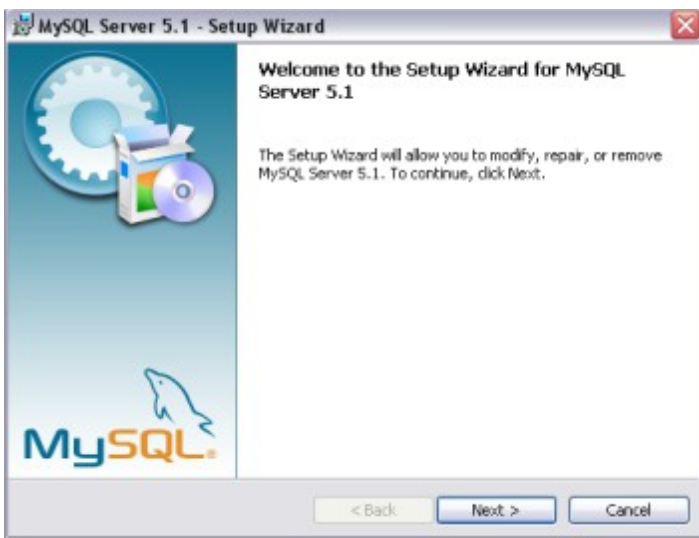 MySQL Server 5.1 - Setup Wizard
Welcome to the Setup Wizard for MySQL
Server 5.1
The Setup Wizard will allow you to modify, repair, or remove
MySQL Server 5.1. To continue, click Next.
MySQL.
< Back
Next >
Cancel